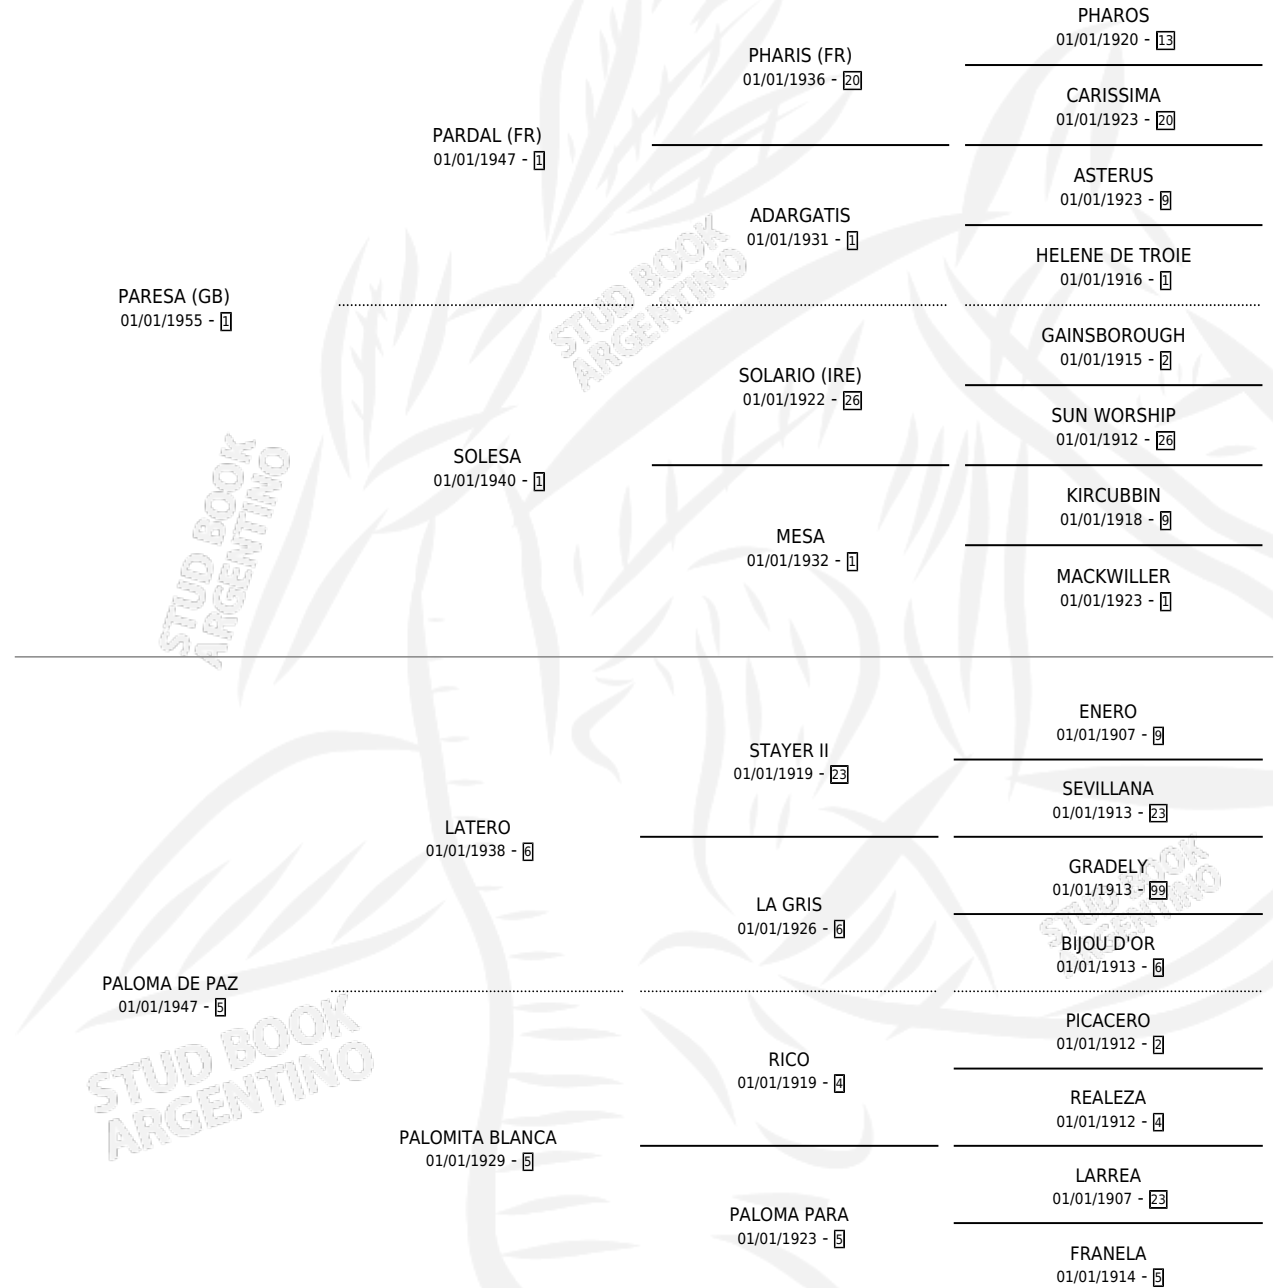 PHAROS
01/01/1920 - 13
PHARIS (FR)
01/01/1936 - 20
CARISSIMA
01/01/1923 - 20
PARDAL (FR)
01/01/1947 - 1
ASTERUS
01/01/1923 - 9
ADARGATIS
01/01/1931 - 1
HELENE DE TROIE
01/01/1916 - 1
PARESA (GB)
01/01/1955 - 1
GAINSBOROUGH
01/01/1915 - 2
SOLARIO (IRE)
01/01/1922 - 26
SUN WORSHIP
01/01/1912 - 26
SOLESA
01/01/1940 - 1
KIRCUBBIN
01/01/1918 - 9
MESA
01/01/1932 - 1
MACKWILLER
01/01/1923 - 1
ENERO
01/01/1907 - 9
STAYER II
01/01/1919 - 23
SEVILLANA
01/01/1913 - 23
LATERO
01/01/1938 - 6
GRADELY
01/01/1913 - 99
LA GRIS
01/01/1926 - 6
BIJOU D'OR
01/01/1913 - 6
PALOMA DE PAZ
01/01/1947 - 5
PICACERO
01/01/1912 - 2
RICO
01/01/1919 - 4
REALEZA
01/01/1912 - 4
PALOMITA BLANCA
01/01/1929 - 5
LARREA
01/01/1907 - 23
PALOMA PARA
01/01/1923 - 5
FRANELA
01/01/1914 - 5
STUD BOOK
ARGENTINO
STUD BOOK
ARGENTINO
STUD BOOK
ARGENTINO
STUD BOOK
ARGENTINO